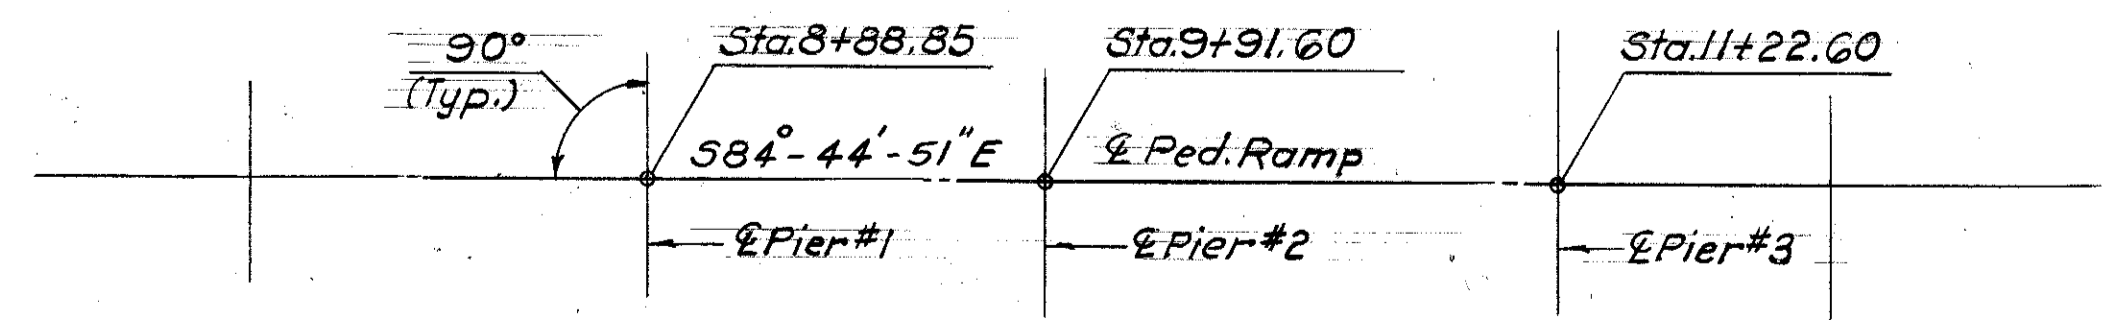 90°
(Typ.)
Sta.8+88.85
Sta.9+91.60
Sta.11+22.60
S84°-44'-51"E
℄ Ped. Ramp
℄ Pier #1
℄ Pier #2
℄ Pier #3